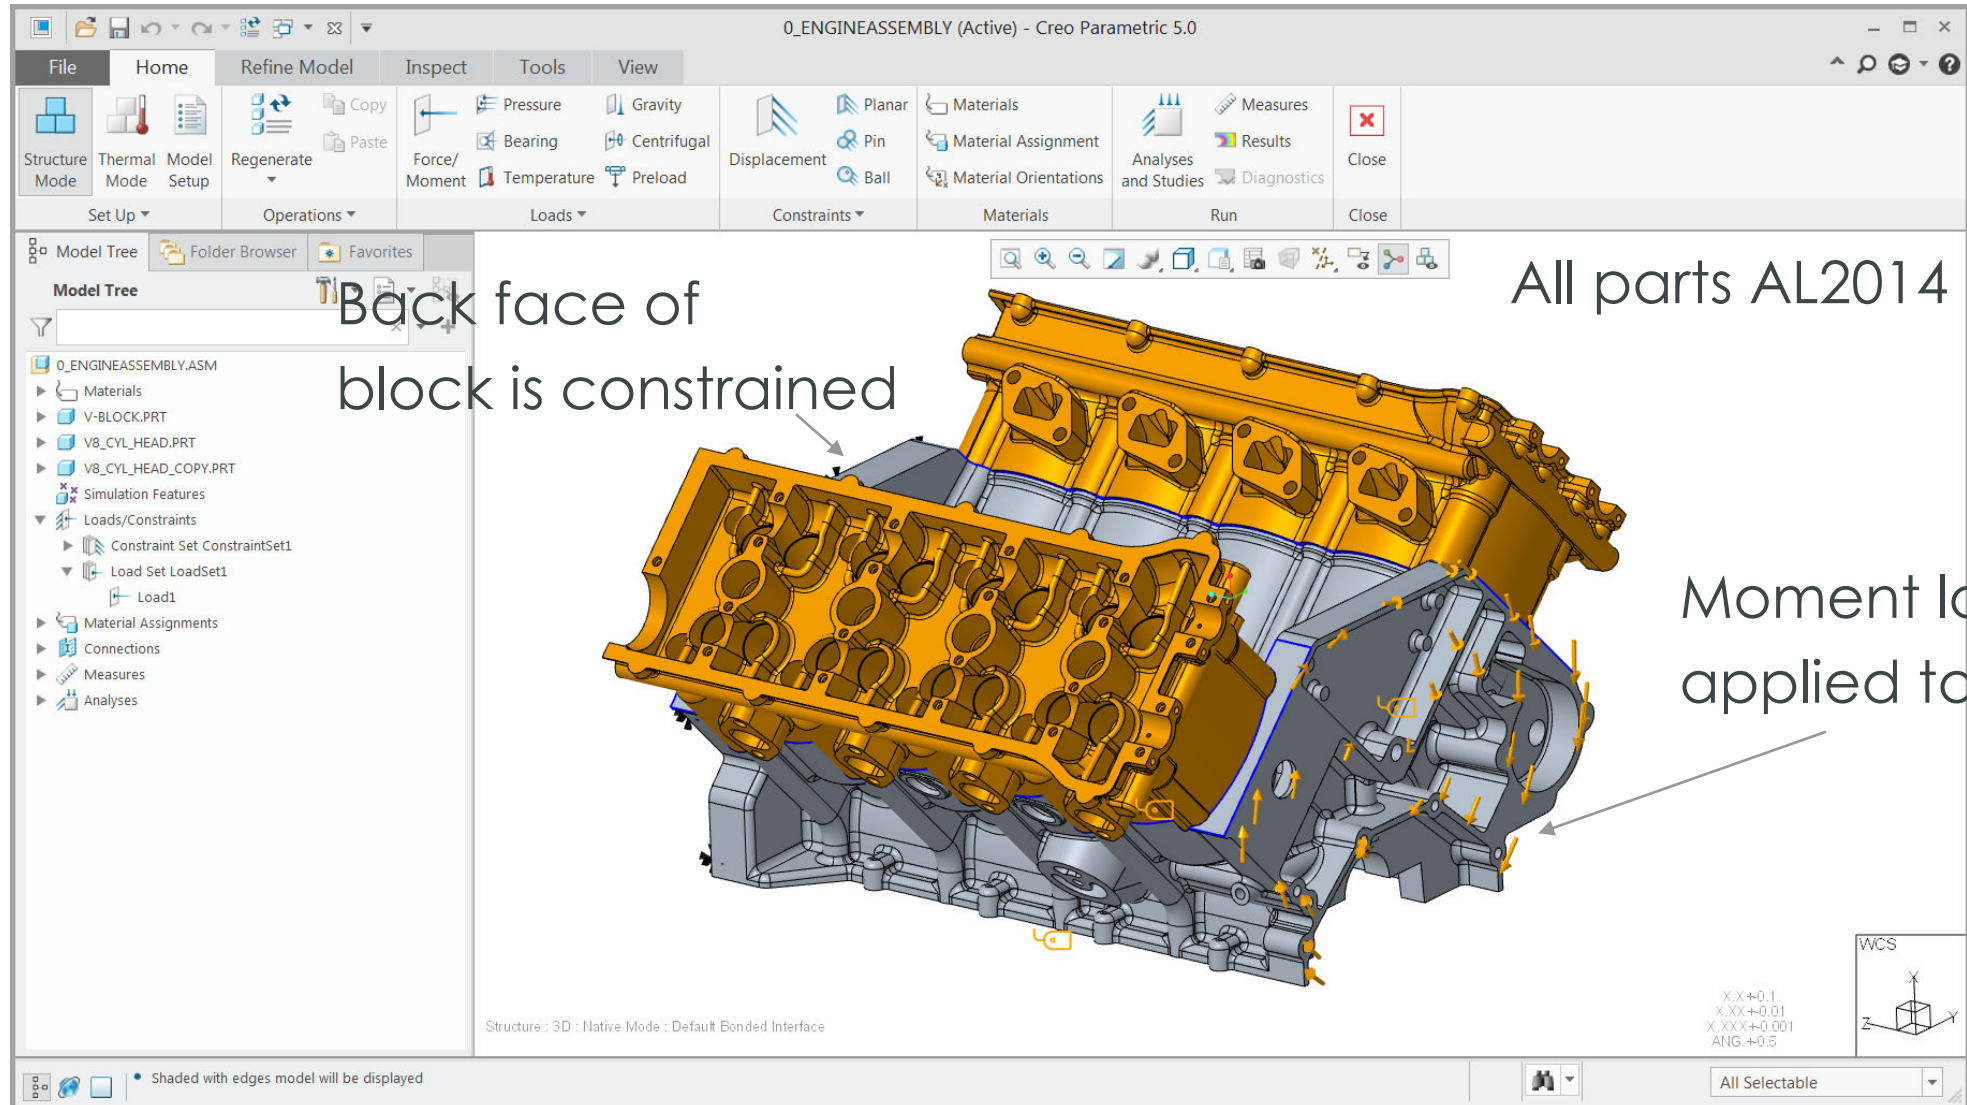 0_ENGINEASSEMBLY (Active) - Creo Parametric 5.0
File Home Refine Model Inspect Tools View
Structure Mode
Thermal Mode
Model Setup
Regenerate
Copy
Paste
Force/ Moment
Pressure
Bearing
Temperature
Gravity
Centrifugal
Preload
Displacement
Planar
Pin
Ball
Materials
Material Assignment
Material Orientations
Analyses and Studies
Measures
Results
Diagnostics
Close
Set Up Operations Loads Constraints Materials Run Close
Model Tree Folder Browser Favorites
Model Tree
0_ENGINEASSEMBLY.ASM
Materials
V-BLOCK.PRT
V8_CYL_HEAD.PRT
V8_CYL_HEAD_COPY.PRT
Simulation Features
Loads/Constraints
Constraint Set ConstraintSet1
Load Set LoadSet1
Load1
Material Assignments
Connections
Measures
Analyses
Back face of
block is constrained
All parts AL2014
Moment
applied
Structure : 3D : Native Mode : Default Bonded Interface
X.X+-0.1
X.XX+-0.01
X.XXX+-0.001
ANG.+-0.5
WCS
X
Z Y
Shaded with edges model will be displayed
All Selectable